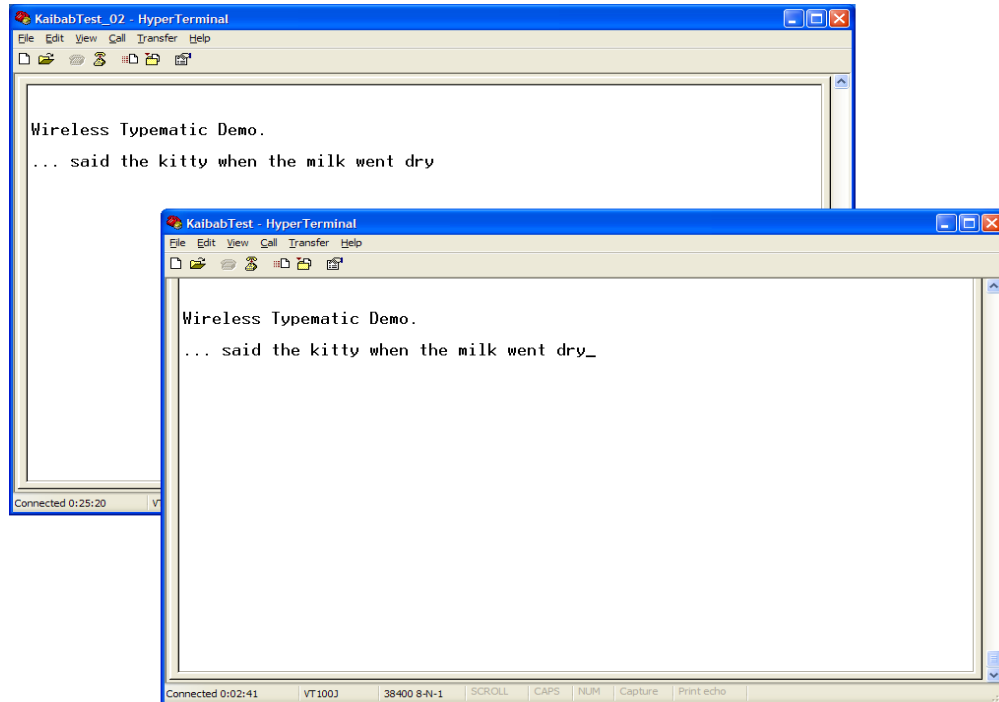 KaibabTest_02 - HyperTerminal
File Edit View Call Transfer Help
Wireless Typematic Demo.
... said the kitty when the milk went dry
Connected 0:25:20
KaibabTest - HyperTerminal
File Edit View Call Transfer Help
Wireless Typematic Demo.
... said the kitty when the milk went dry_
Connected 0:02:41 VT100J 38400 8-N-1 SCROLL CAPS NUM Capture Print echo